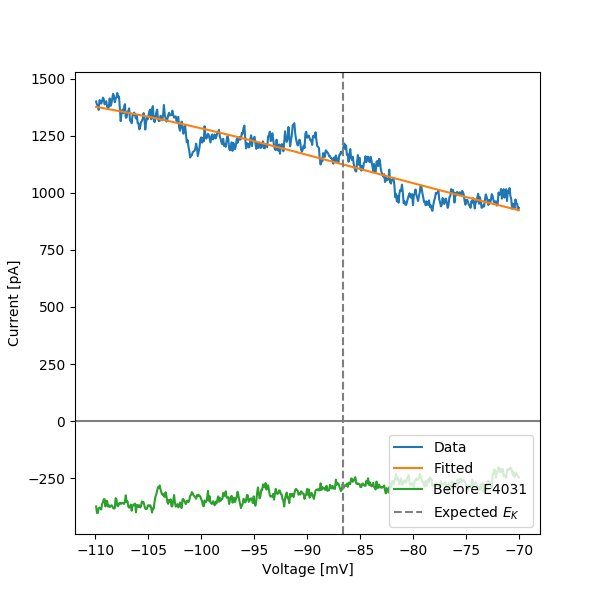 1500
1250
1000
750
500
250
0
−250
Current [pA]
Data
Fitted
Before E4031
Expected E_K
−110 −105 −100 −95 −90 −85 −80 −75 −70
Voltage [mV]